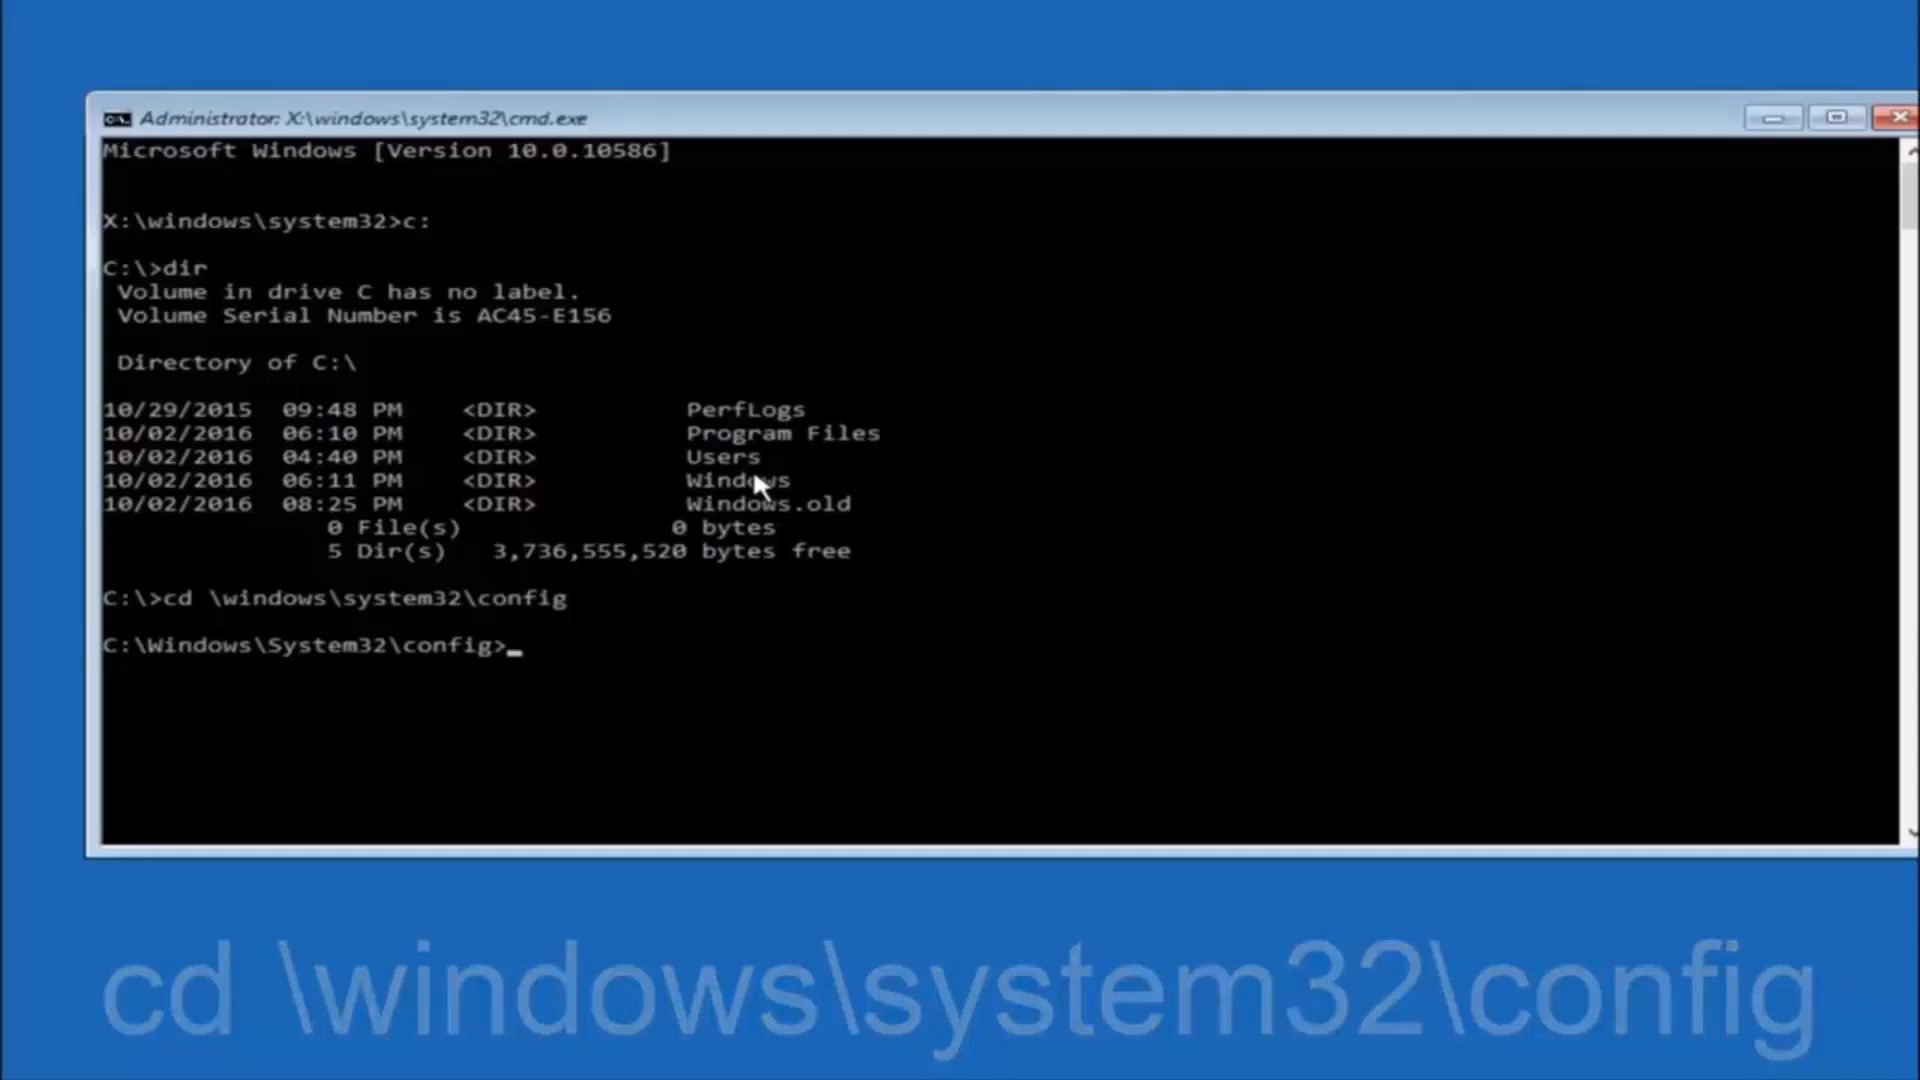 Administrator: X:\windows\system32\cmd.exe
Microsoft Windows [Version 10.0.10586]
X:\windows\system32>c:
C:\>dir
Volume in drive C has no label.
Volume Serial Number is AC45-E156
Directory of C:\
10/29/2015 09:48 PM <DIR> PerfLogs
10/02/2016 06:10 PM <DIR> Program Files
10/02/2016 04:40 PM <DIR> Users
10/02/2016 06:11 PM <DIR> Windows
10/02/2016 08:25 PM <DIR> Windows.old
0 File(s) 0 bytes
5 Dir(s) 3,736,555,520 bytes free
C:\>cd \windows\system32\config
C:\Windows\System32\config>_
cd \windows\system32\config